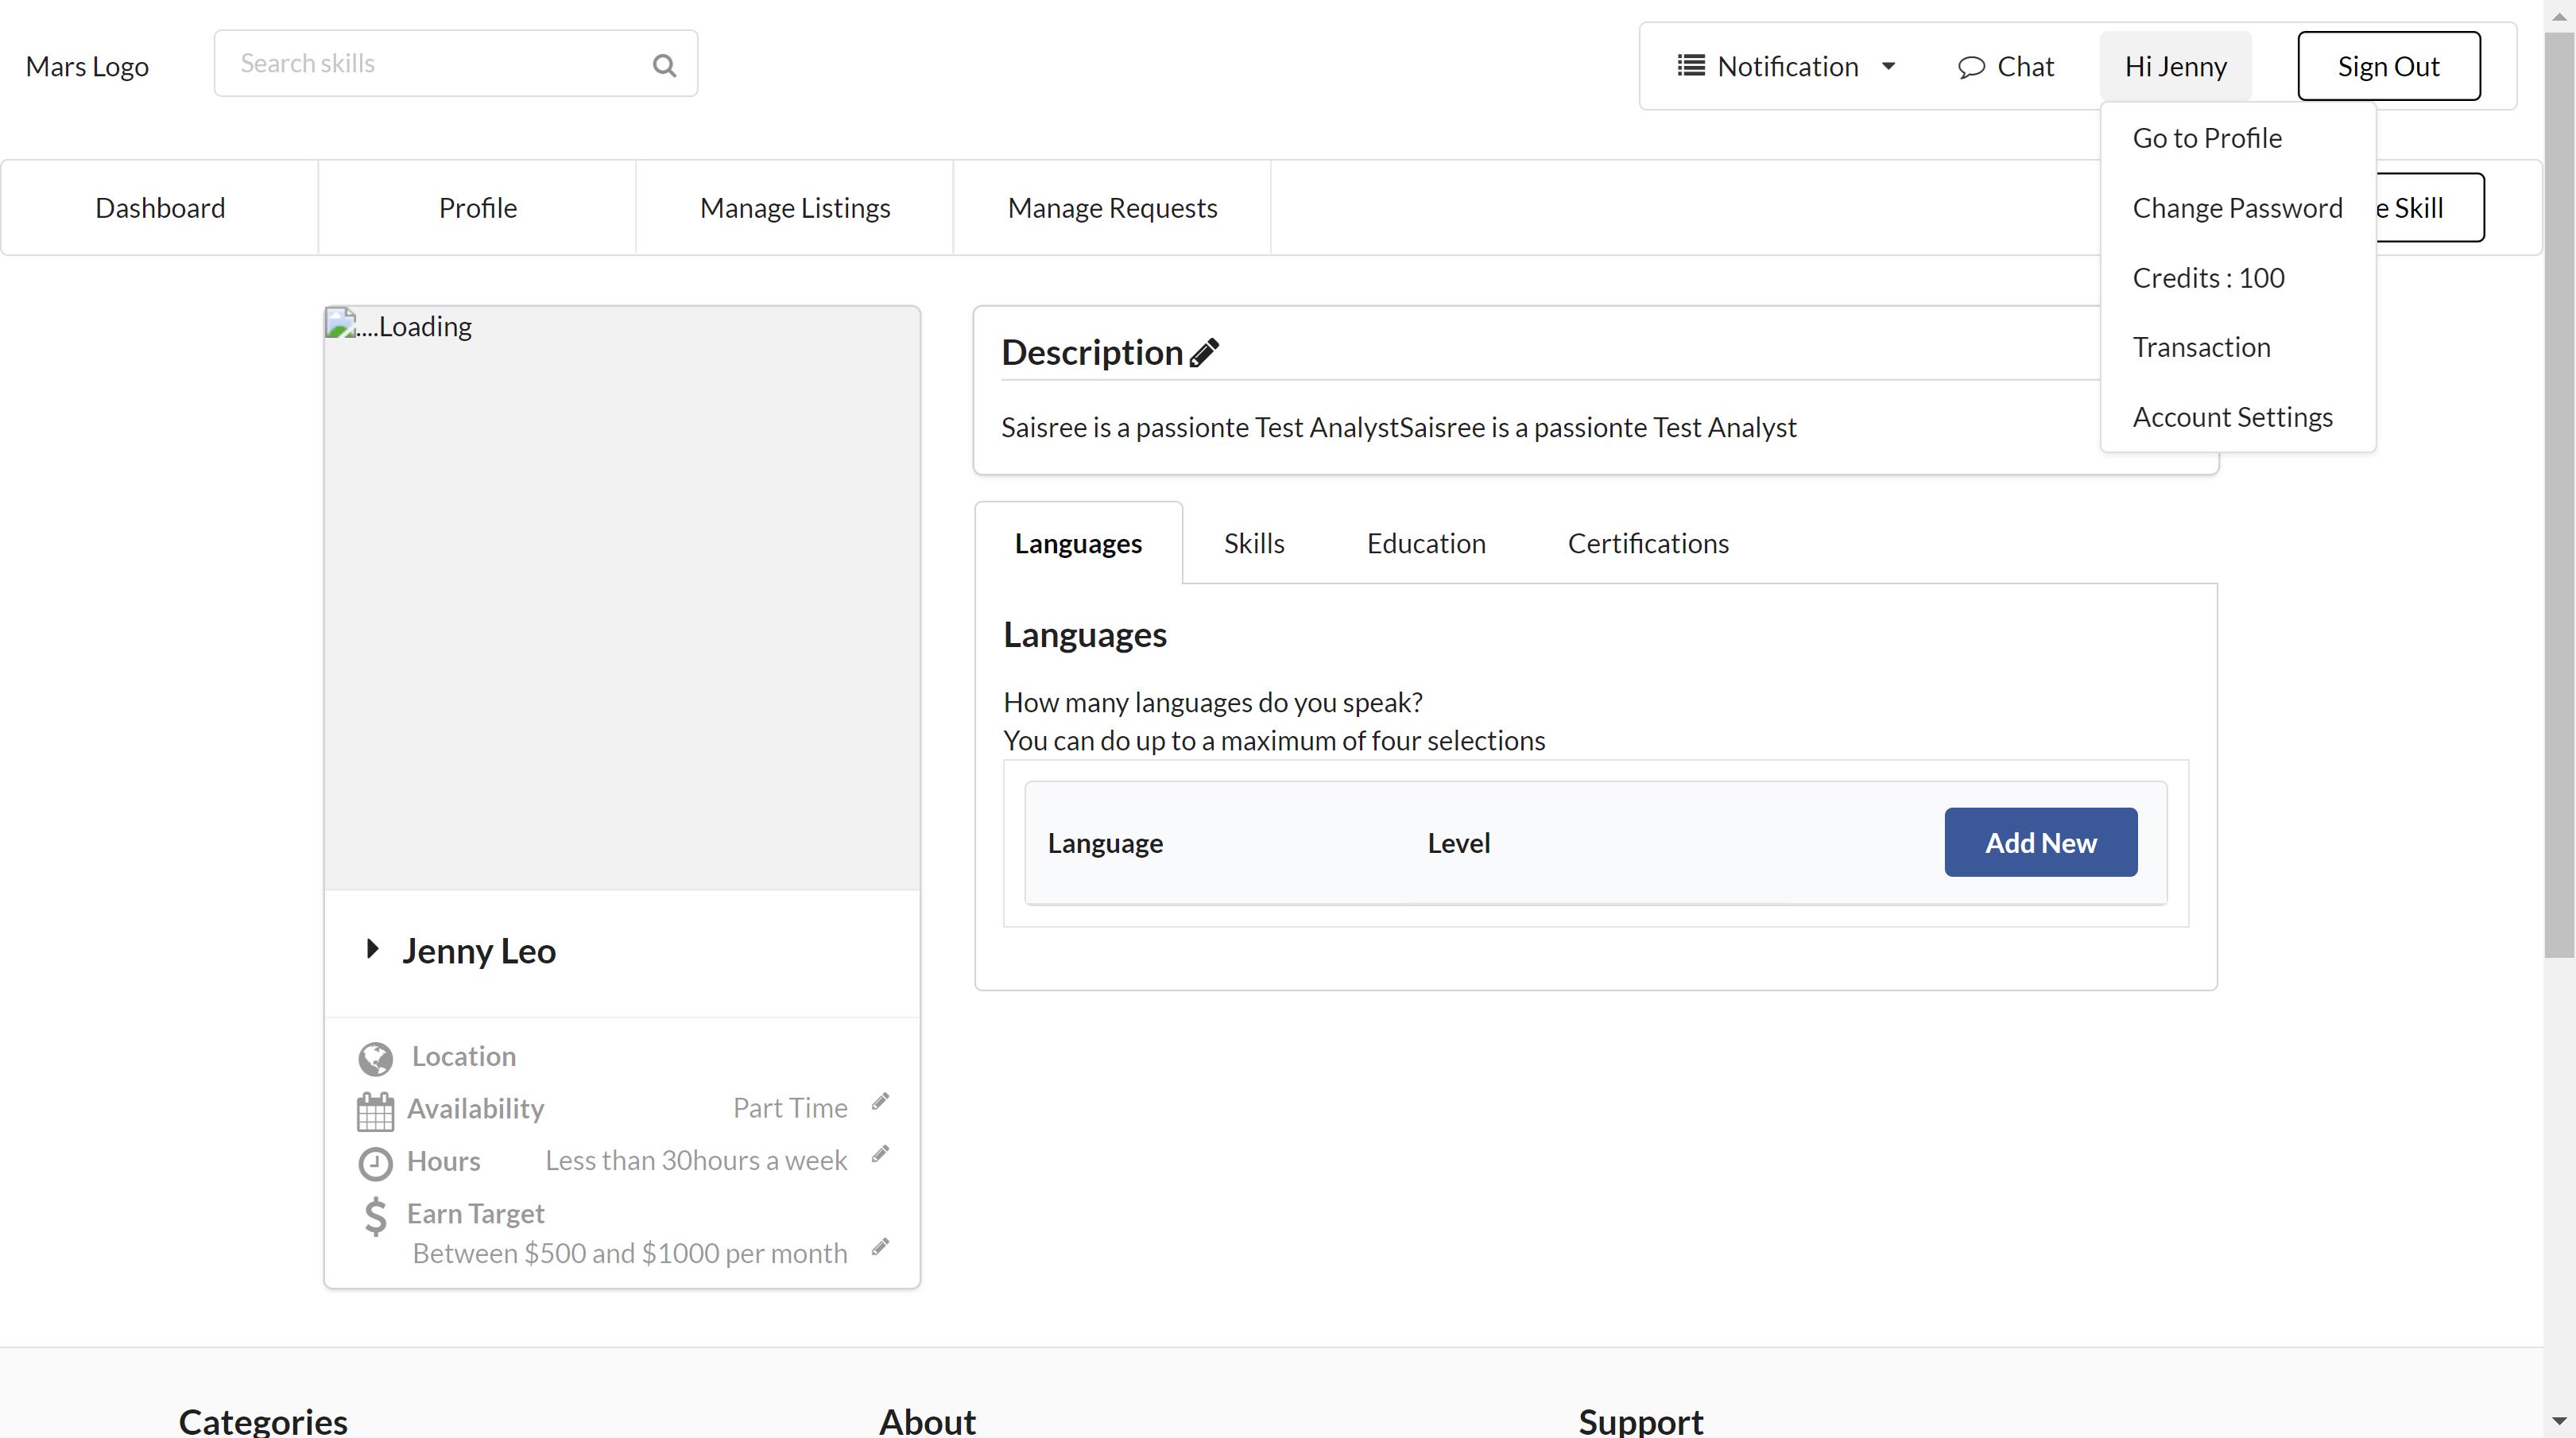 Mars Logo
Search skills
Notification
Chat
Hi Jenny
Sign Out
Go to Profile
Change Password
Credits : 100
Transaction
Account Settings
Dashboard
Profile
Manage Listings
Manage Requests
e Skill
....Loading
Description
Saisree is a passionte Test AnalystSaisree is a passionte Test Analyst
Languages
Skills
Education
Certifications
Languages
How many languages do you speak?
You can do up to a maximum of four selections
Language
Level
Add New
Jenny Leo
Location
Availability
Part Time
Hours
Less than 30hours a week
Earn Target
Between $500 and $1000 per month
Categories
About
Support